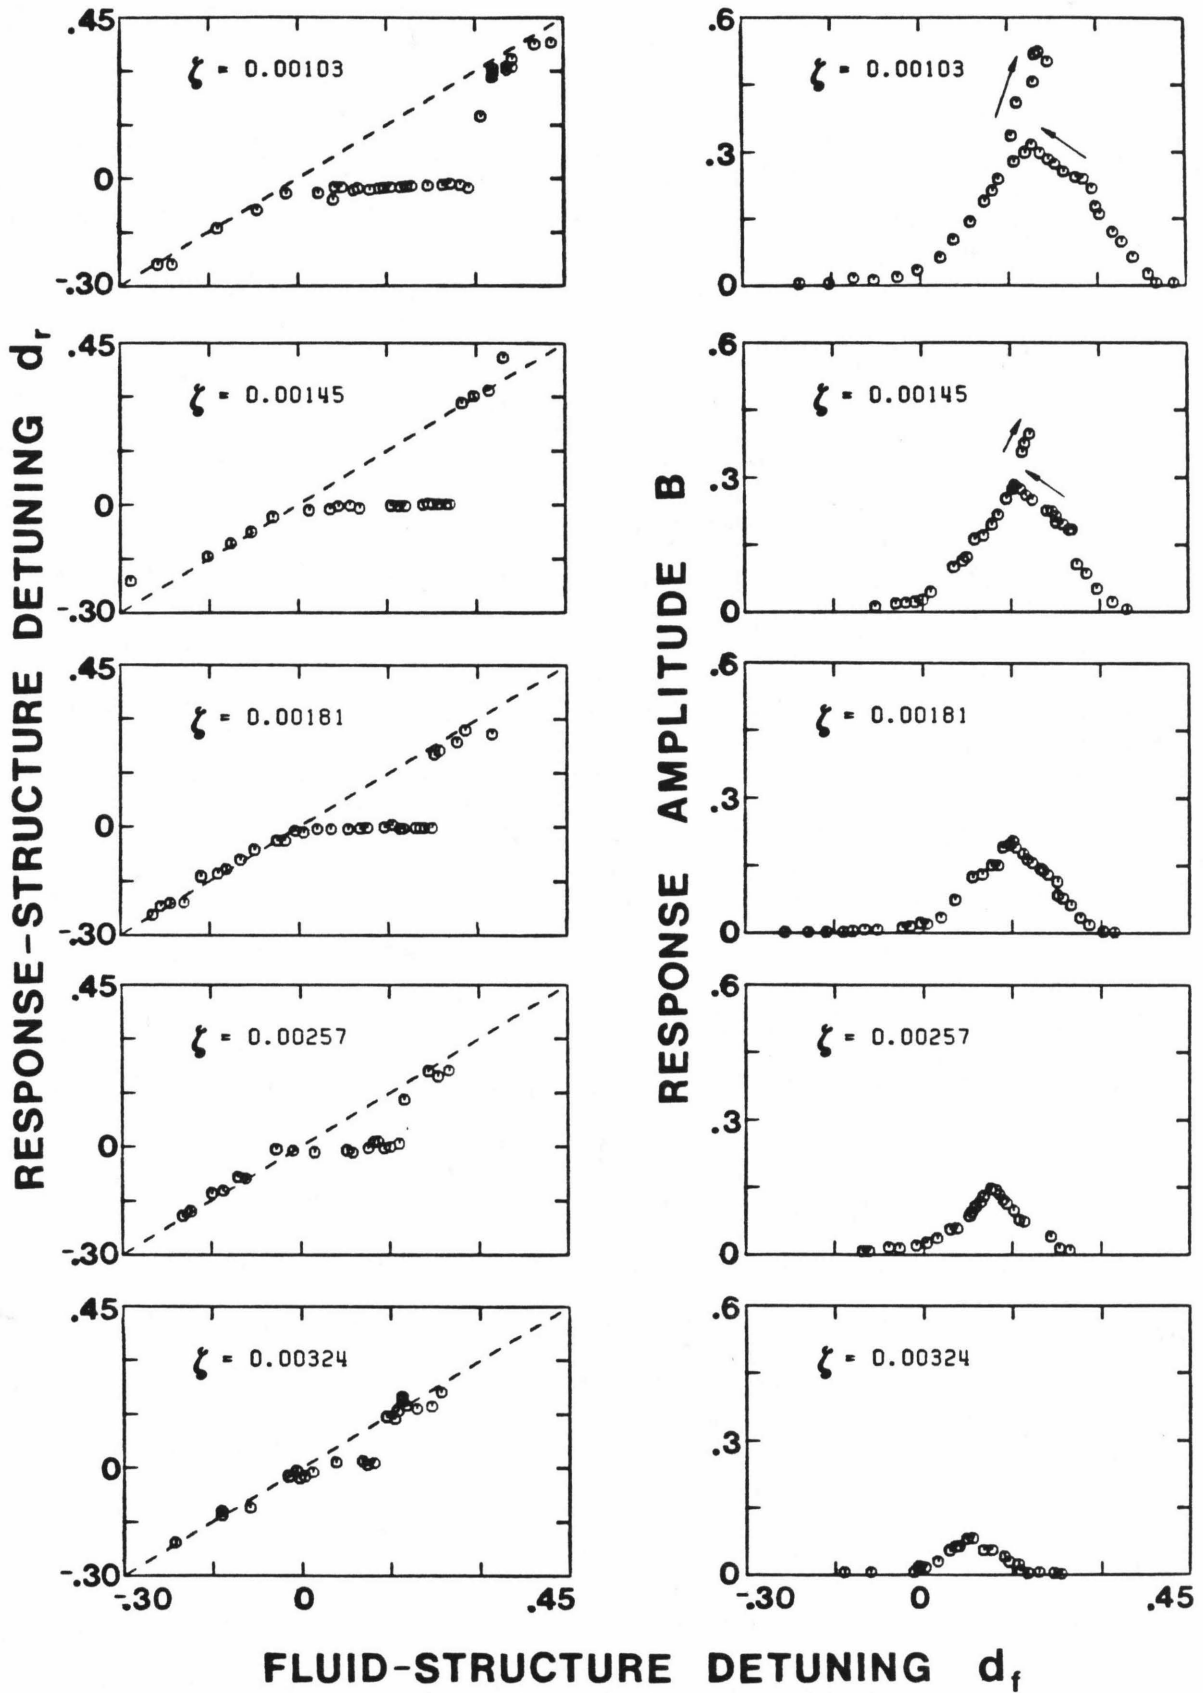 RESPONSE-STRUCTURE DETUNING dr
.45
0
-.30
ζ = 0.00103
.45
0
-.30
ζ = 0.00145
.45
0
-.30
ζ = 0.00181
.45
0
-.30
ζ = 0.00257
.45
0
-.30
ζ = 0.00324
-.30 0 .45
RESPONSE AMPLITUDE B
.6
.3
0
ζ = 0.00103
.6
.3
0
ζ = 0.00145
.6
.3
0
ζ = 0.00181
.6
.3
0
ζ = 0.00257
.6
.3
0
ζ = 0.00324
-.30 0 .45
FLUID-STRUCTURE DETUNING df